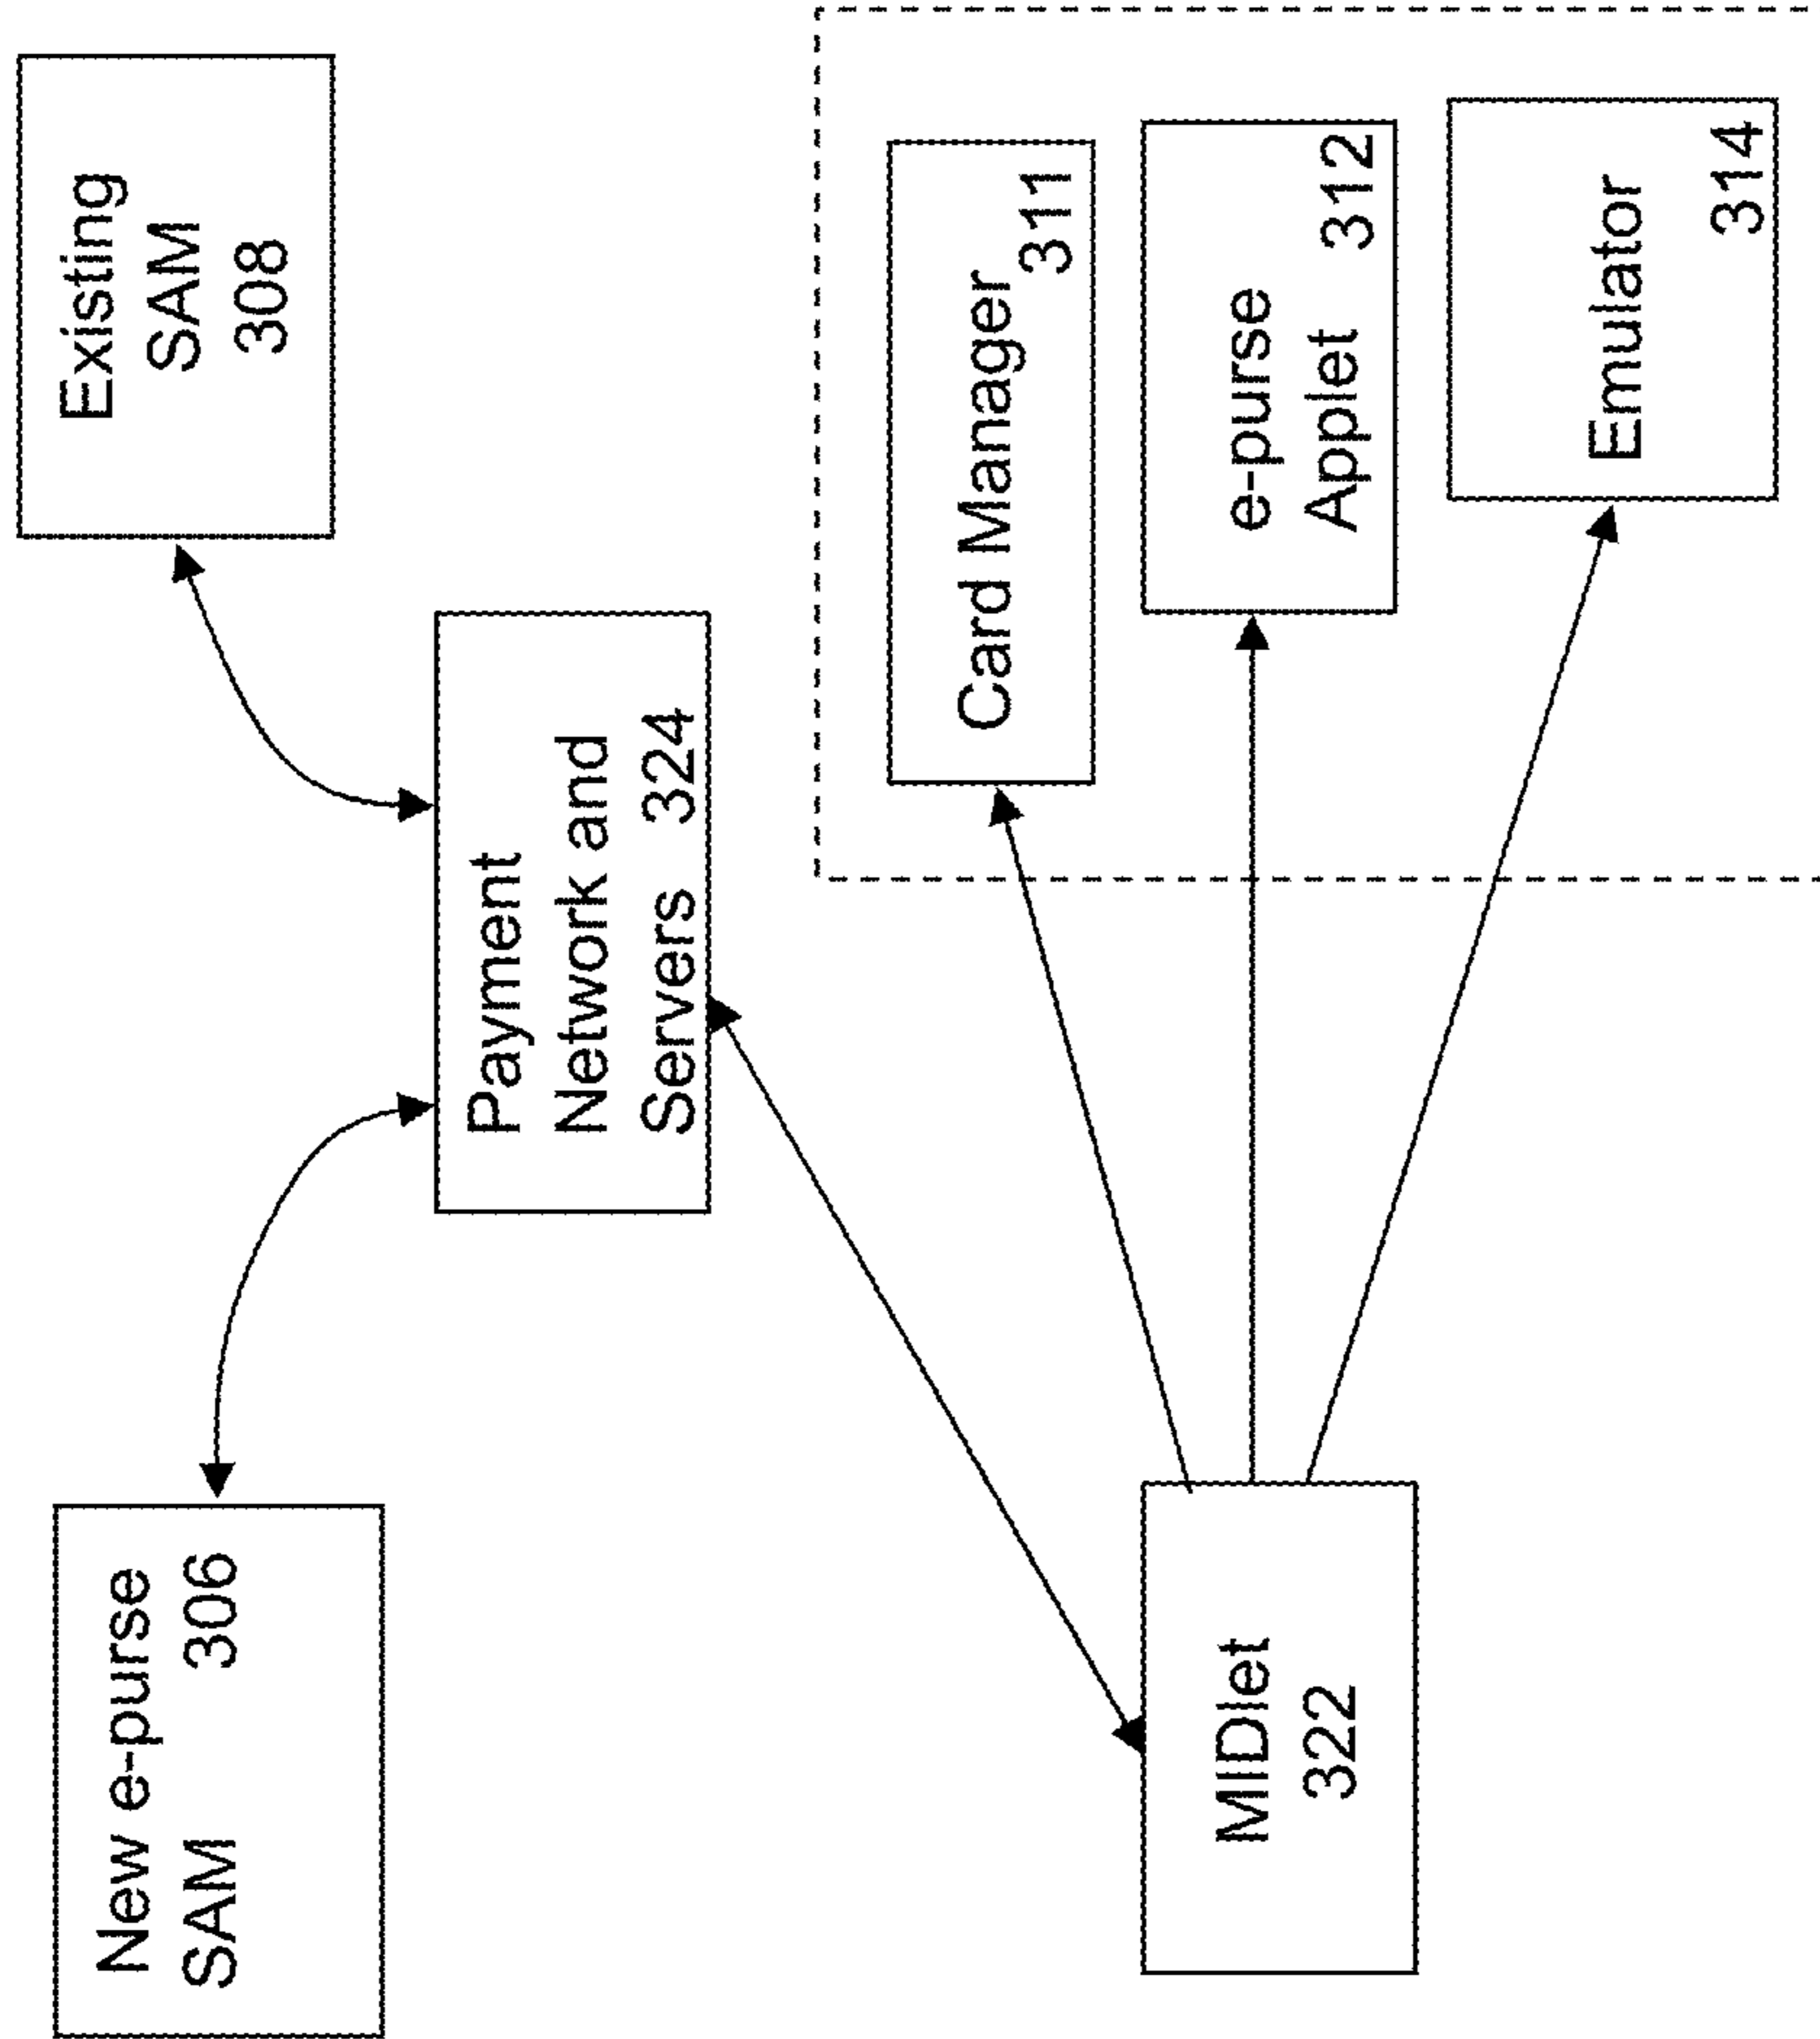 New e-purse
SAM 306
Existing
SAM
308
Payment
Network and
Servers 324
MIDlet
322
Card Manager
311
e-purse
Applet 312
Emulator
314